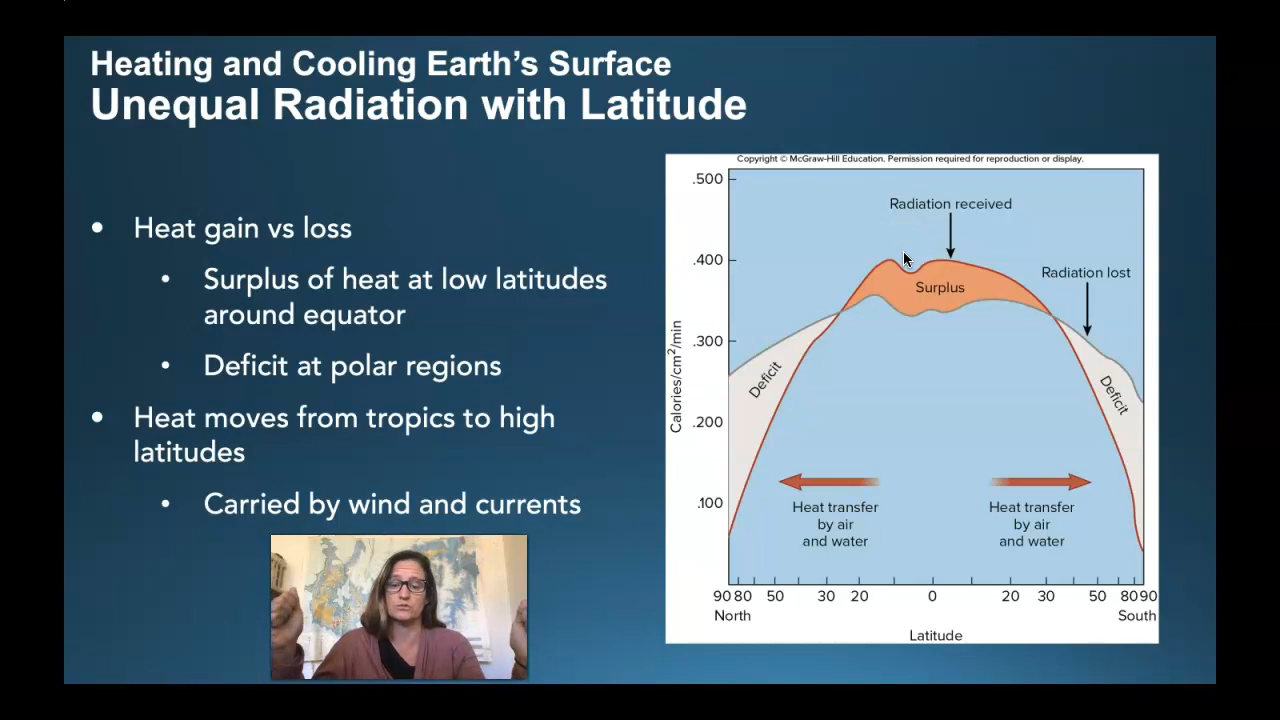 Heating and Cooling Earth's Surface
Unequal Radiation with Latitude
• Heat gain vs loss
• Surplus of heat at low latitudes
around equator
• Deficit at polar regions
• Heat moves from tropics to high
latitudes
• Carried by wind and currents
Copyright © McGraw-Hill Education. Permission required for reproduction or display.
.500
.400
.300
.200
.100
Calories/cm²/min
Radiation received
Radiation lost
Surplus
Deficit
Deficit
Heat transfer
by air
and water
Heat transfer
by air
and water
90 80 50 30 20 0 20 30 50 80 90
North South
Latitude